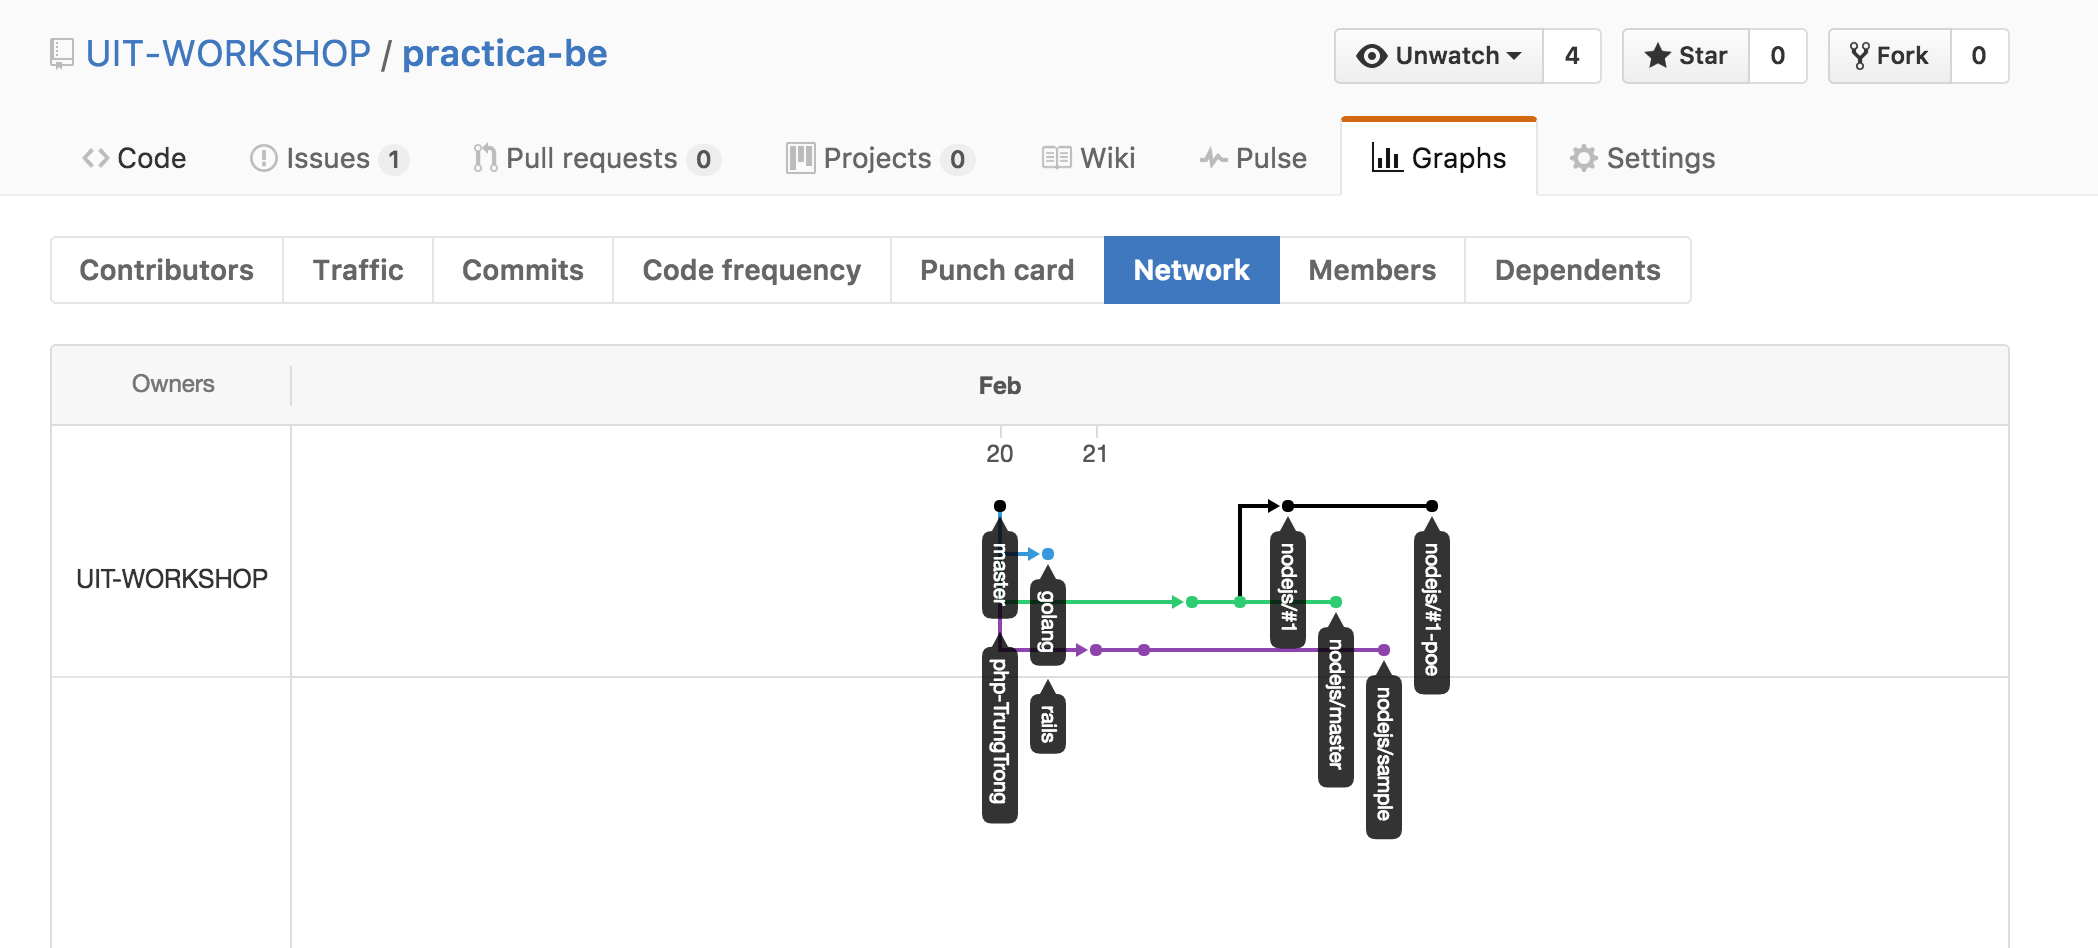 UIT-WORKSHOP / practica-be
Unwatch 4 Star 0 Fork 0
Code Issues 1 Pull requests 0 Projects 0 Wiki Pulse Graphs Settings
Contributors Traffic Commits Code frequency Punch card Network Members Dependents
Owners Feb
20 21
UIT-WORKSHOP
master
php-TrungTrong
golang
rails
nodejs/#1
nodejs/master
nodejs/sample
nodejs/#1-poe